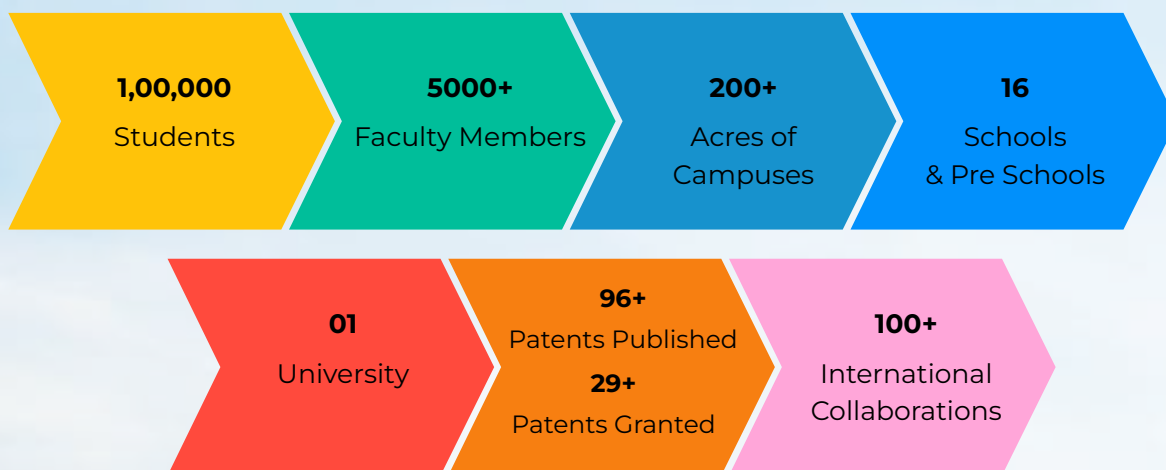 1,00,000
Students
5000+
Faculty Members
200+
Acres of
Campuses
16
Schools
& Pre Schools
01
University
96+
Patents Published
29+
Patents Granted
100+
International
Collaborations